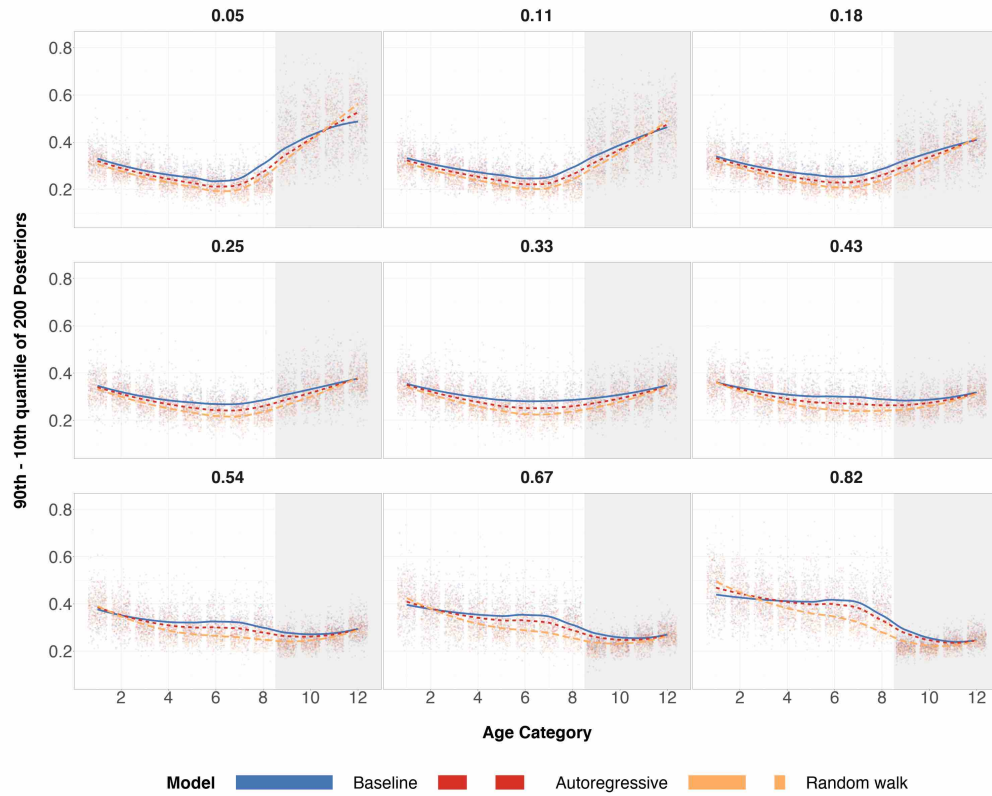 0.05 0.11 0.18
0.8
0.6
0.4
0.2
0.25 0.33 0.43
0.8
0.6
0.4
0.2
0.54 0.67 0.82
0.8
0.6
0.4
0.2
2 4 6 8 10 12 2 4 6 8 10 12 2 4 6 8 10 12
90th - 10th quantile of 200 Posteriors
Age Category
Model Baseline Autoregressive Random walk